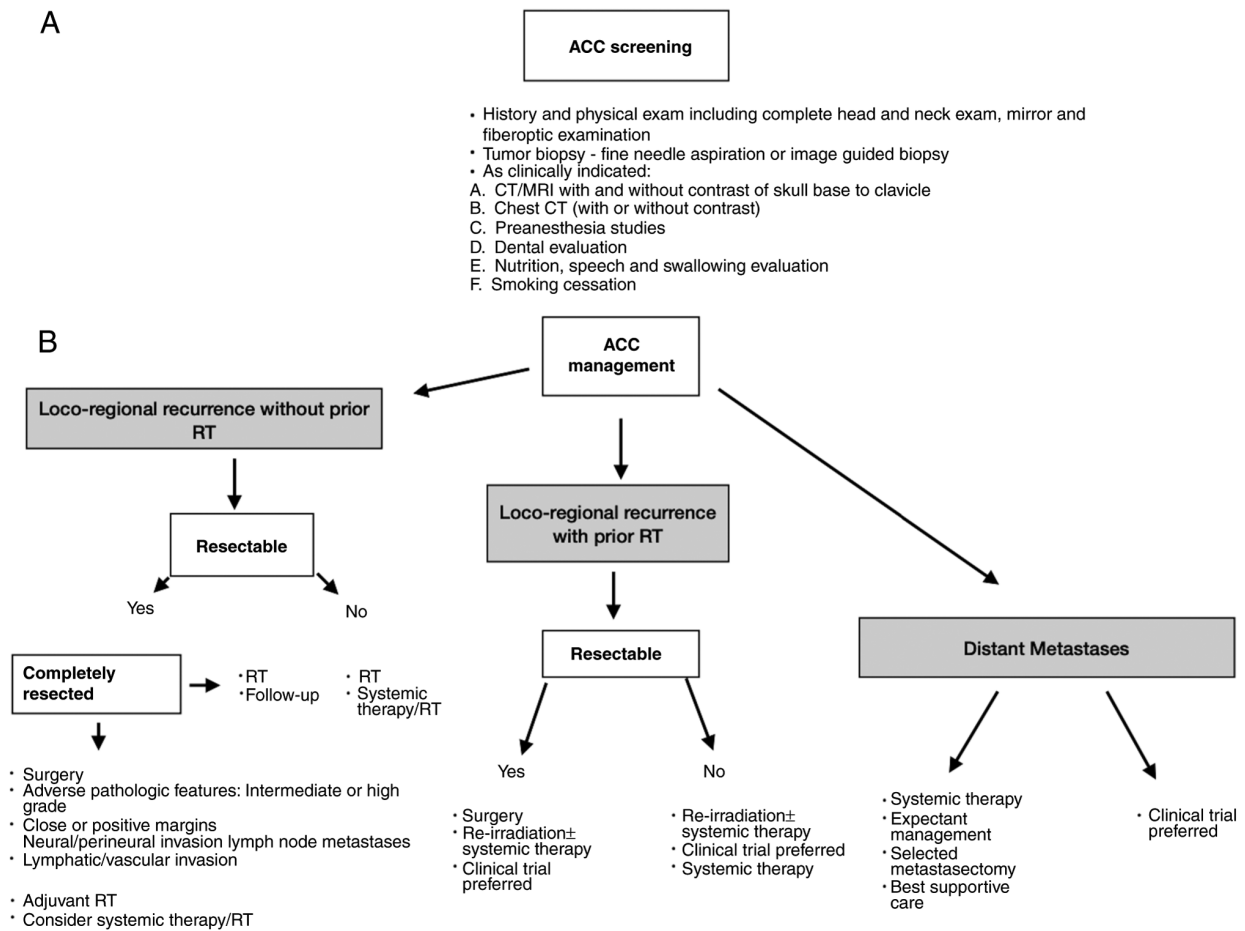 A
ACC screening
• History and physical exam including complete head and neck exam, mirror and
fiberoptic examination
• Tumor biopsy - fine needle aspiration or image guided biopsy
• As clinically indicated:
A. CT/MRI with and without contrast of skull base to clavicle
B. Chest CT (with or without contrast)
C. Preanesthesia studies
D. Dental evaluation
E. Nutrition, speech and swallowing evaluation
F. Smoking cessation
B
ACC
management
Loco-regional recurrence without prior
RT
Resectable
Yes
No
Completely
resected
• RT
• Follow-up
• RT
• Systemic
therapy/RT
• Surgery
• Adverse pathologic features: Intermediate or high
grade
• Close or positive margins
Neural/perineural invasion lymph node metastases
• Lymphatic/vascular invasion
• Adjuvant RT
• Consider systemic therapy/RT
Loco-regional recurrence
with prior RT
Resectable
Yes
No
• Surgery
• Re-irradiation±
systemic therapy
• Clinical trial
preferred
• Re-irradiation±
systemic therapy
• Clinical trial preferred
• Systemic therapy
Distant Metastases
• Systemic therapy
• Expectant
management
• Selected
metastasectomy
• Best supportive
care
• Clinical trial
preferred